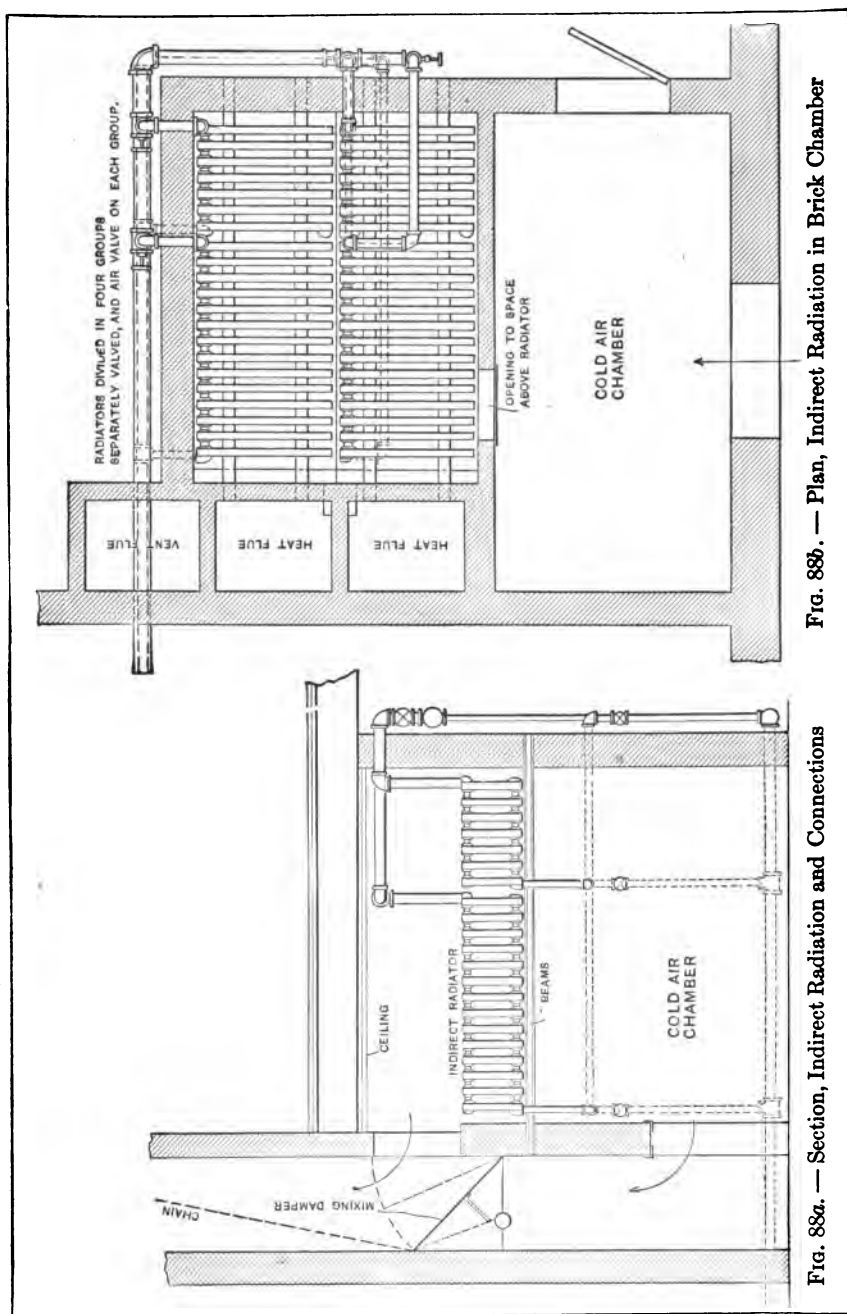 RADIATORS DIVIDED IN FOUR GROUPS
SEPARATELY VALVED, AND AIR VALVE ON EACH GROUP.
VENT FLUE
HEAT FLUE
HEAT FLUE
OPENING TO SPACE
ABOVE RADIATOR
COLD AIR
CHAMBER
FIG. 88b. — Plan, Indirect Radiation in Brick Chamber
CHAIN
MIXING DAMPER
CEILING
INDIRECT RADIATOR
BEAMS
COLD AIR
CHAMBER
FIG. 88a. — Section, Indirect Radiation and Connections